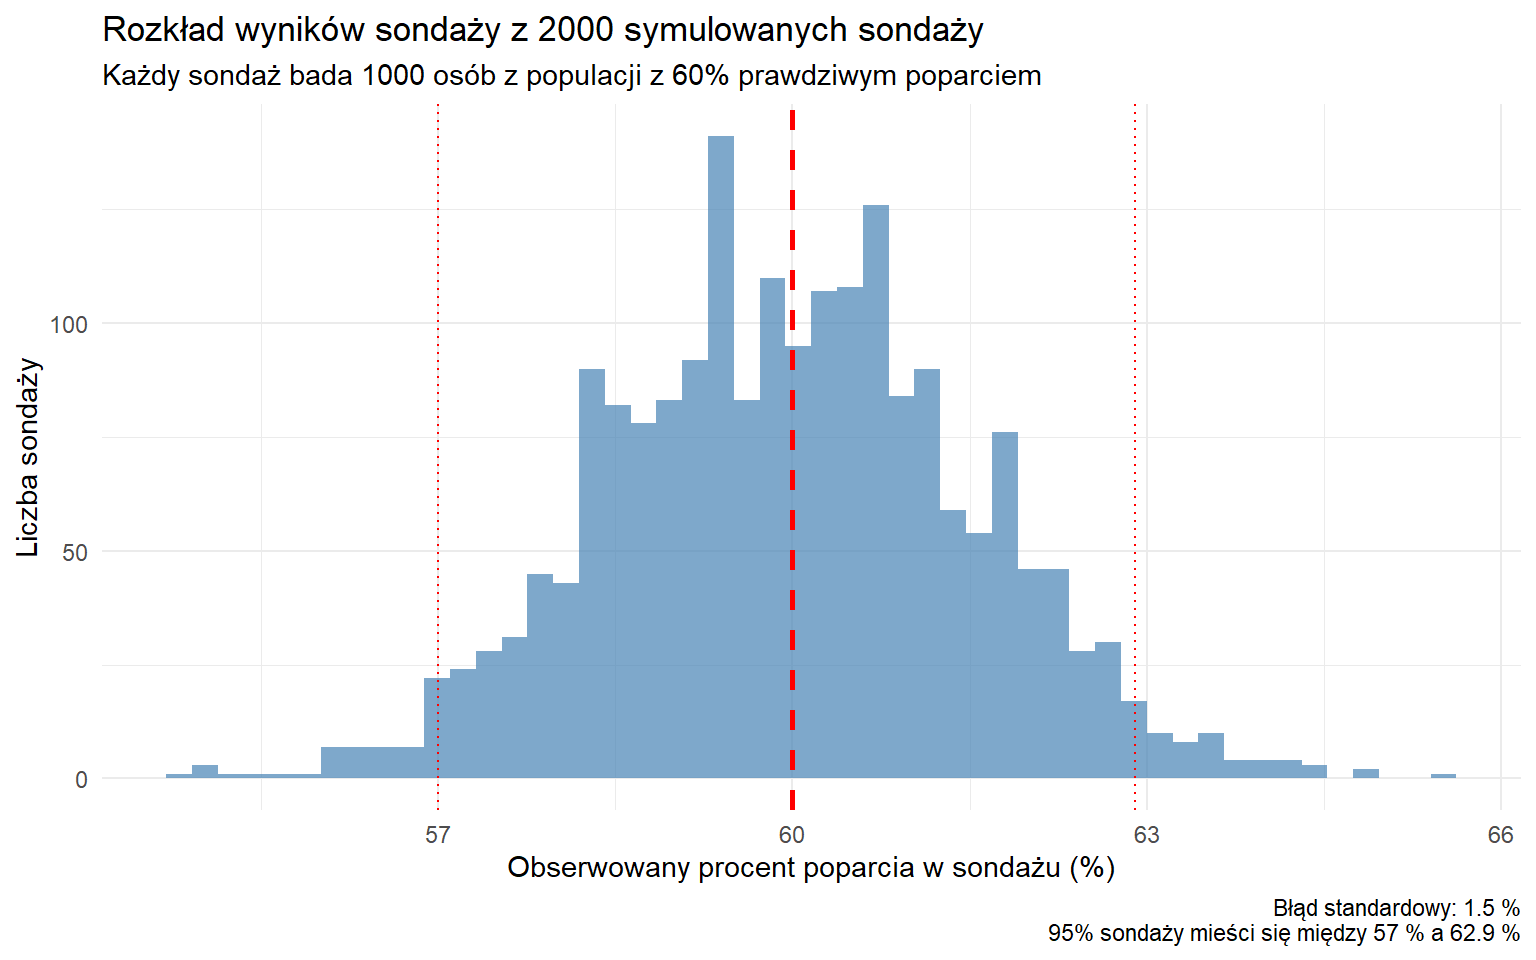 Rozkład wyników sondaży z 2000 symulowanych sondaży
Każdy sondaż bada 1000 osób z populacji z 60% prawdziwym poparciem
Liczba sondaży
100
50
0
57
60
63
66
Obserwowany procent poparcia w sondażu (%)
Błąd standardowy: 1.5 %
95% sondaży mieści się między 57 % a 62.9 %